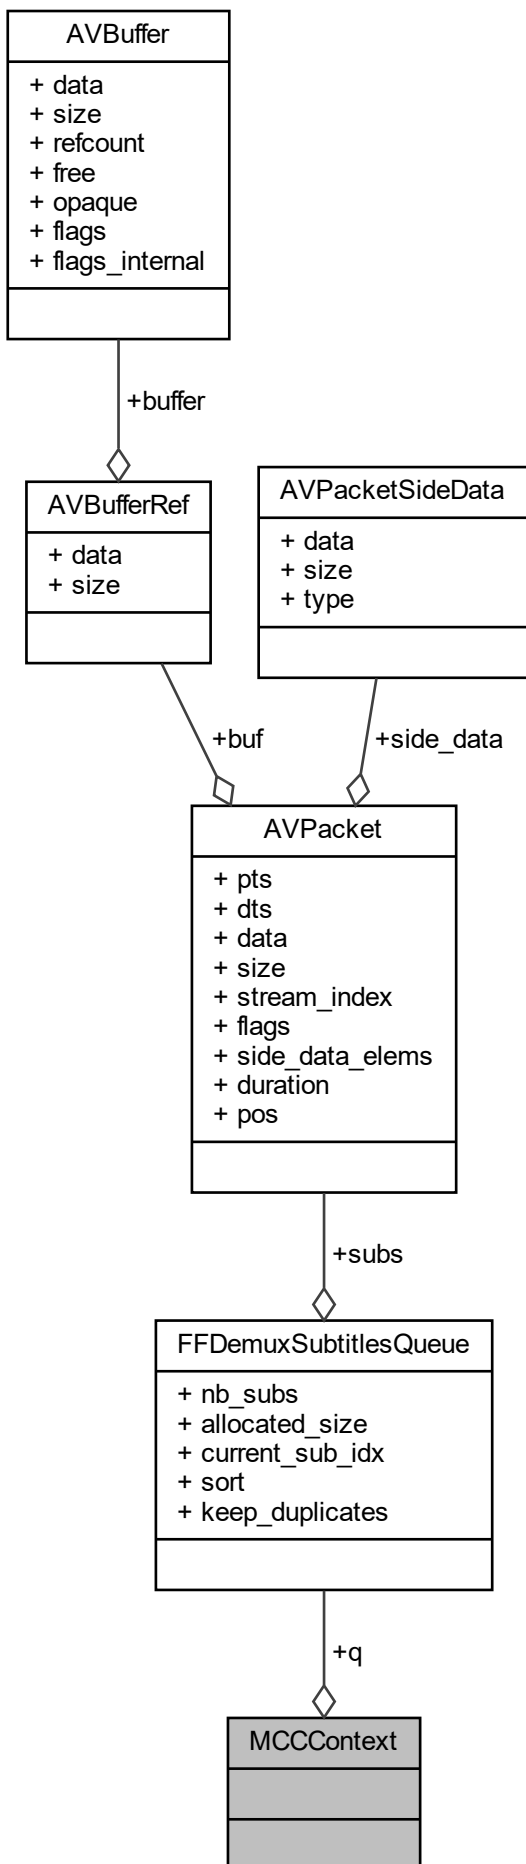 AVBuffer
+ data
+ size
+ refcount
+ free
+ opaque
+ flags
+ flags_internal
+buffer
AVBufferRef
+ data
+ size
AVPacketSideData
+ data
+ size
+ type
+buf
+side_data
AVPacket
+ pts
+ dts
+ data
+ size
+ stream_index
+ flags
+ side_data_elems
+ duration
+ pos
+subs
FFDemuxSubtitlesQueue
+ nb_subs
+ allocated_size
+ current_sub_idx
+ sort
+ keep_duplicates
+q
MCCContext